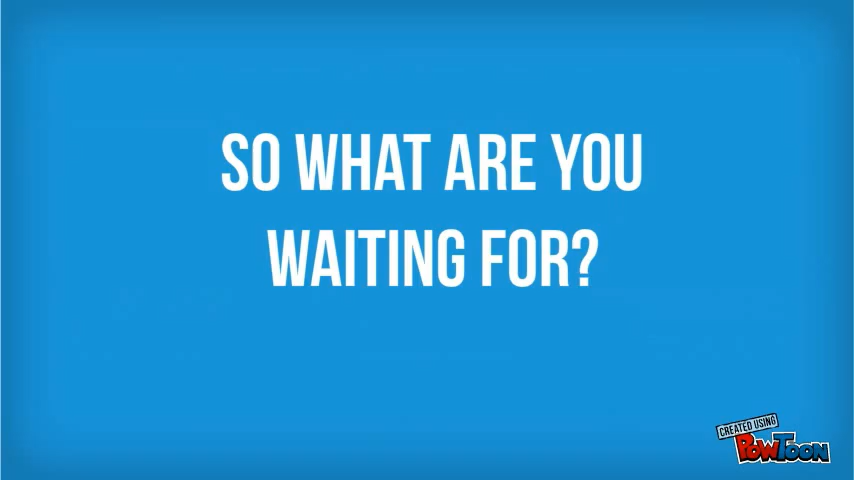 SO WHAT ARE YOU
WAITING FOR?
CREATED USING
POWTOON